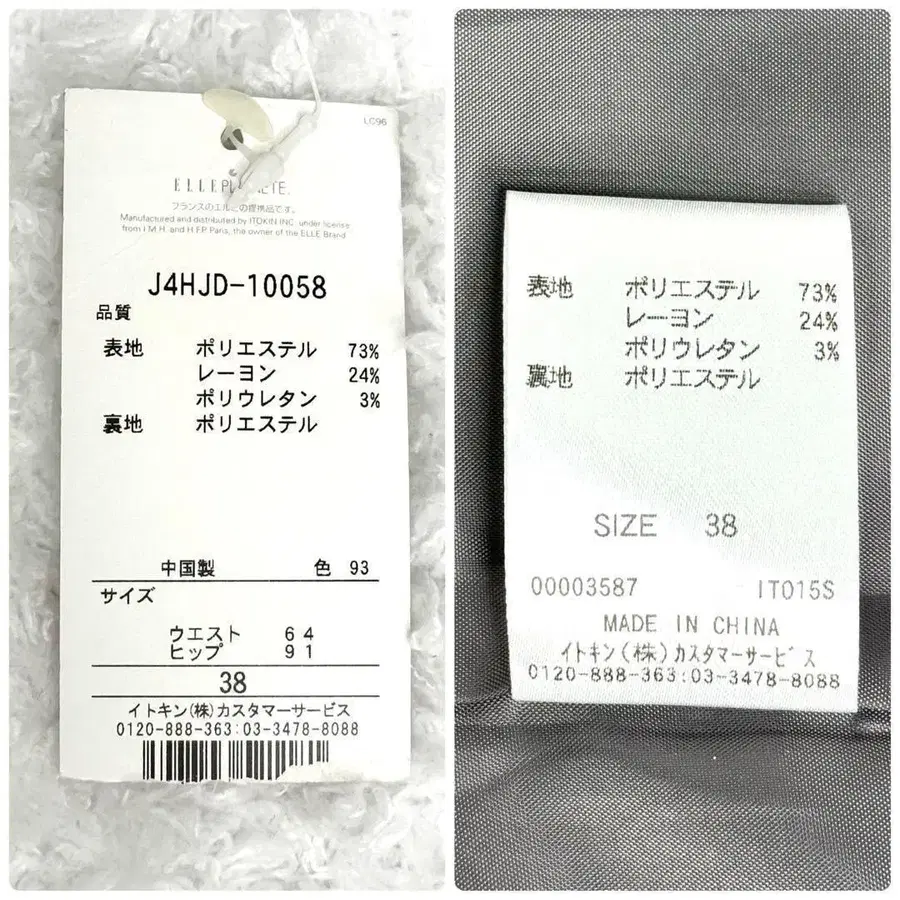 LC96
フランスのエル社の提携品です。
Manufactured and distributed by ITOKIN INC. under license
from I.M.H. and H.F.P. Paris, the owner of the ELLE Brand
J4HJD-10058
品質
表地 ポリエステル 73%
レーヨン 24%
ポリウレタン 3%
裏地 ポリエステル
中国製 色 93
サイズ
ウエスト 64
ヒップ 91
38
イトキン(株)カスタマーサービス
0120-888-363:03-3478-8088
表地 ポリエステル 73%
レーヨン 24%
ポリウレタン 3%
裏地 ポリエステル
SIZE 38
00003587 IT015S
MADE IN CHINA
イトキン(株)カスタマーサービス
0120-888-363:03-3478-8088